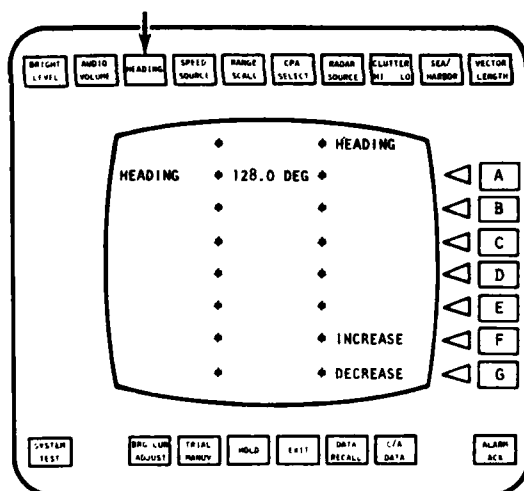 BRIGHT LEVEL
AUDIO VOLUME
HEADING
SPEED SOURCE
RANGE SCALE
CPA SELECT
RADAR SOURCE
CLUTTER HI LO
SEA/ HARBOR
VECTOR LENGTH
HEADING
HEADING 128.0 DEG
A
B
C
D
E
INCREASE F
DECREASE G
SYSTEM TEST
BRG CUR ADJUST
TRIAL MANUV
HOLD
EXIT
DATA RECALL
C/A DATA
ALARM ACK